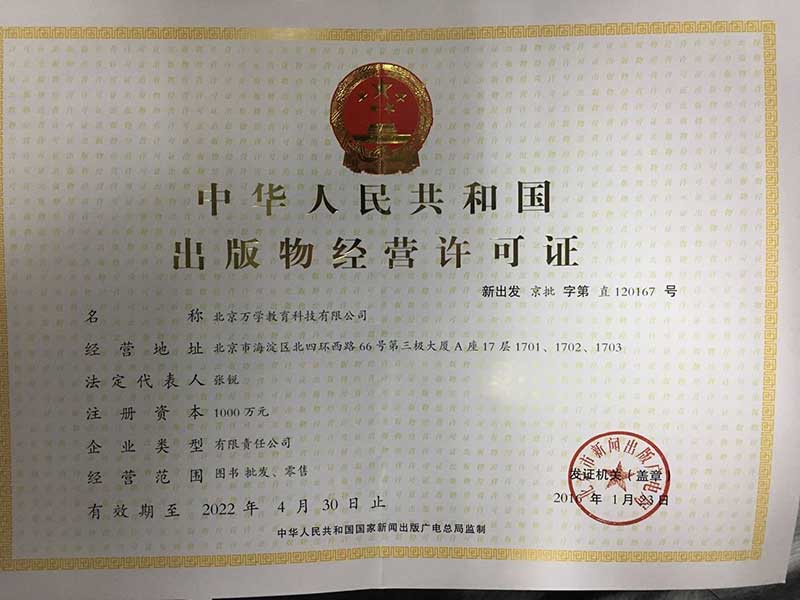 中华人民共和国
出版物经营许可证
新出发 京批 字第 直120167 号
名称 北京万学教育科技有限公司
经营地址 北京市海淀区北四环西路66号第三极大厦A座17层1701、1702、1703
法定代表人 张锐
注册资本 1000万元
企业类型 有限责任公司
经营范围 图书 批发、零售
有效期至 2022年4月30日止
发证机关(盖章)
2016年1月 3日
中华人民共和国国家新闻出版广电总局监制